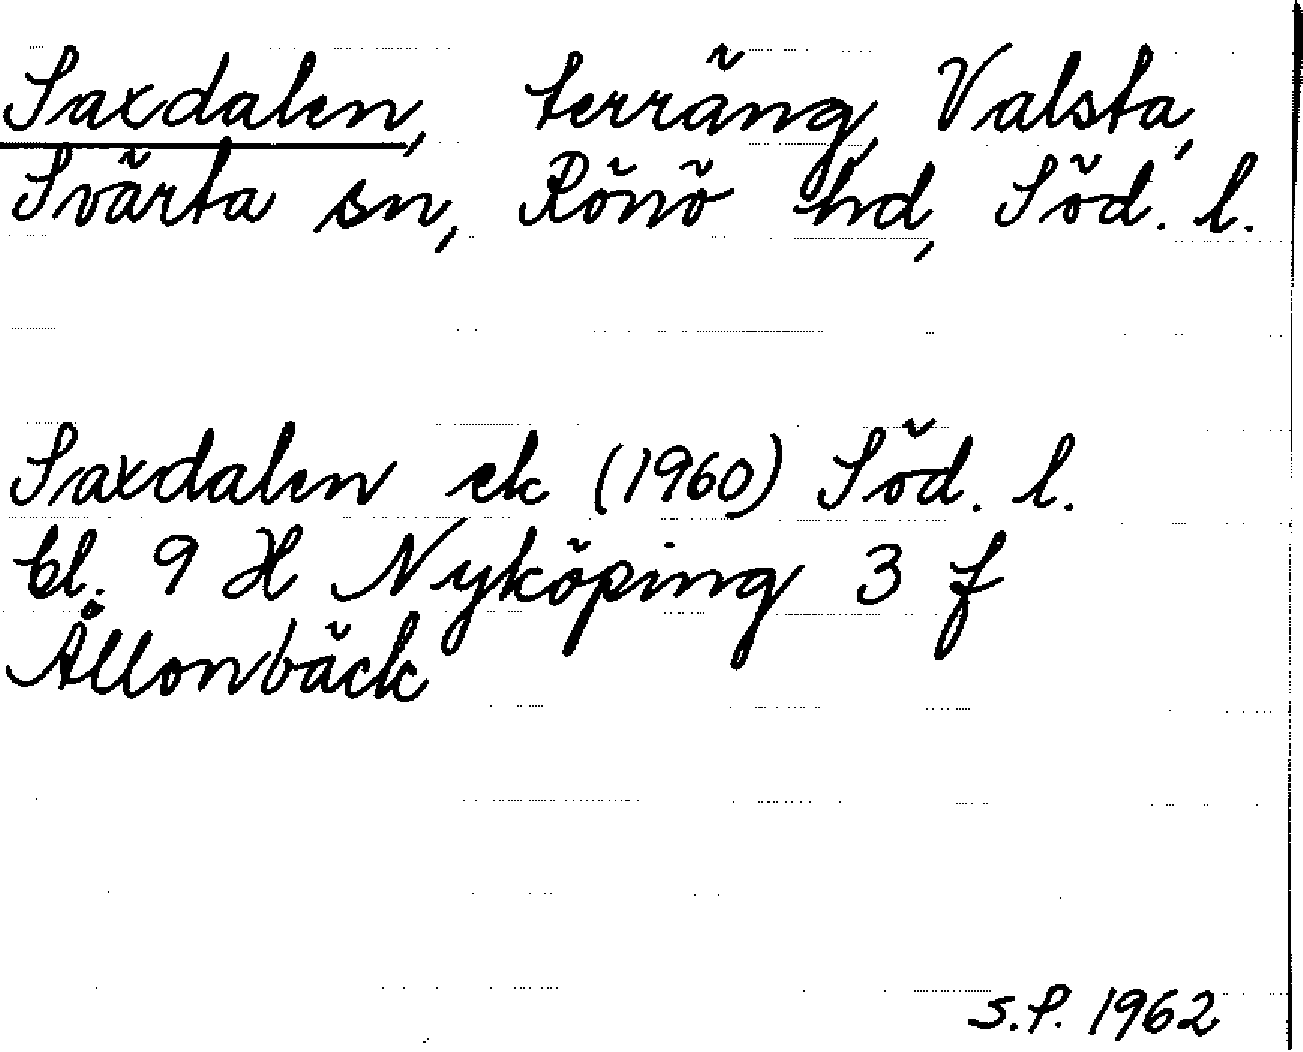 Saxdalen, terräng, Valsta,
Svärta sn, Rönö hd, Söd. l.
Saxdalen ek (1960) Söd. l.
bl. 9 H Nyköping 3 f
Ållonbäck
S.P. 1962